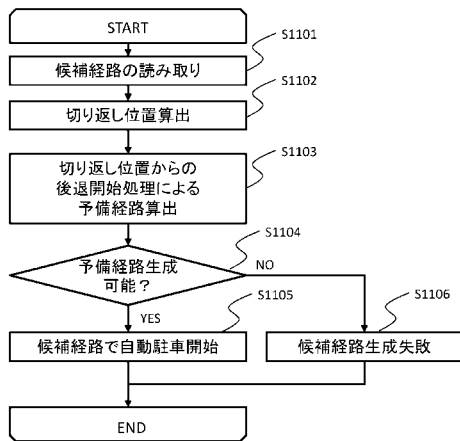 START
S1101
候補経路の読み取り
S1102
切り返し位置算出
S1103
切り返し位置からの
後退開始処理による
予備経路算出
S1104
予備経路生成
可能?
NO
YES
S1105
S1106
候補経路で自動駐車開始
候補経路生成失敗
END